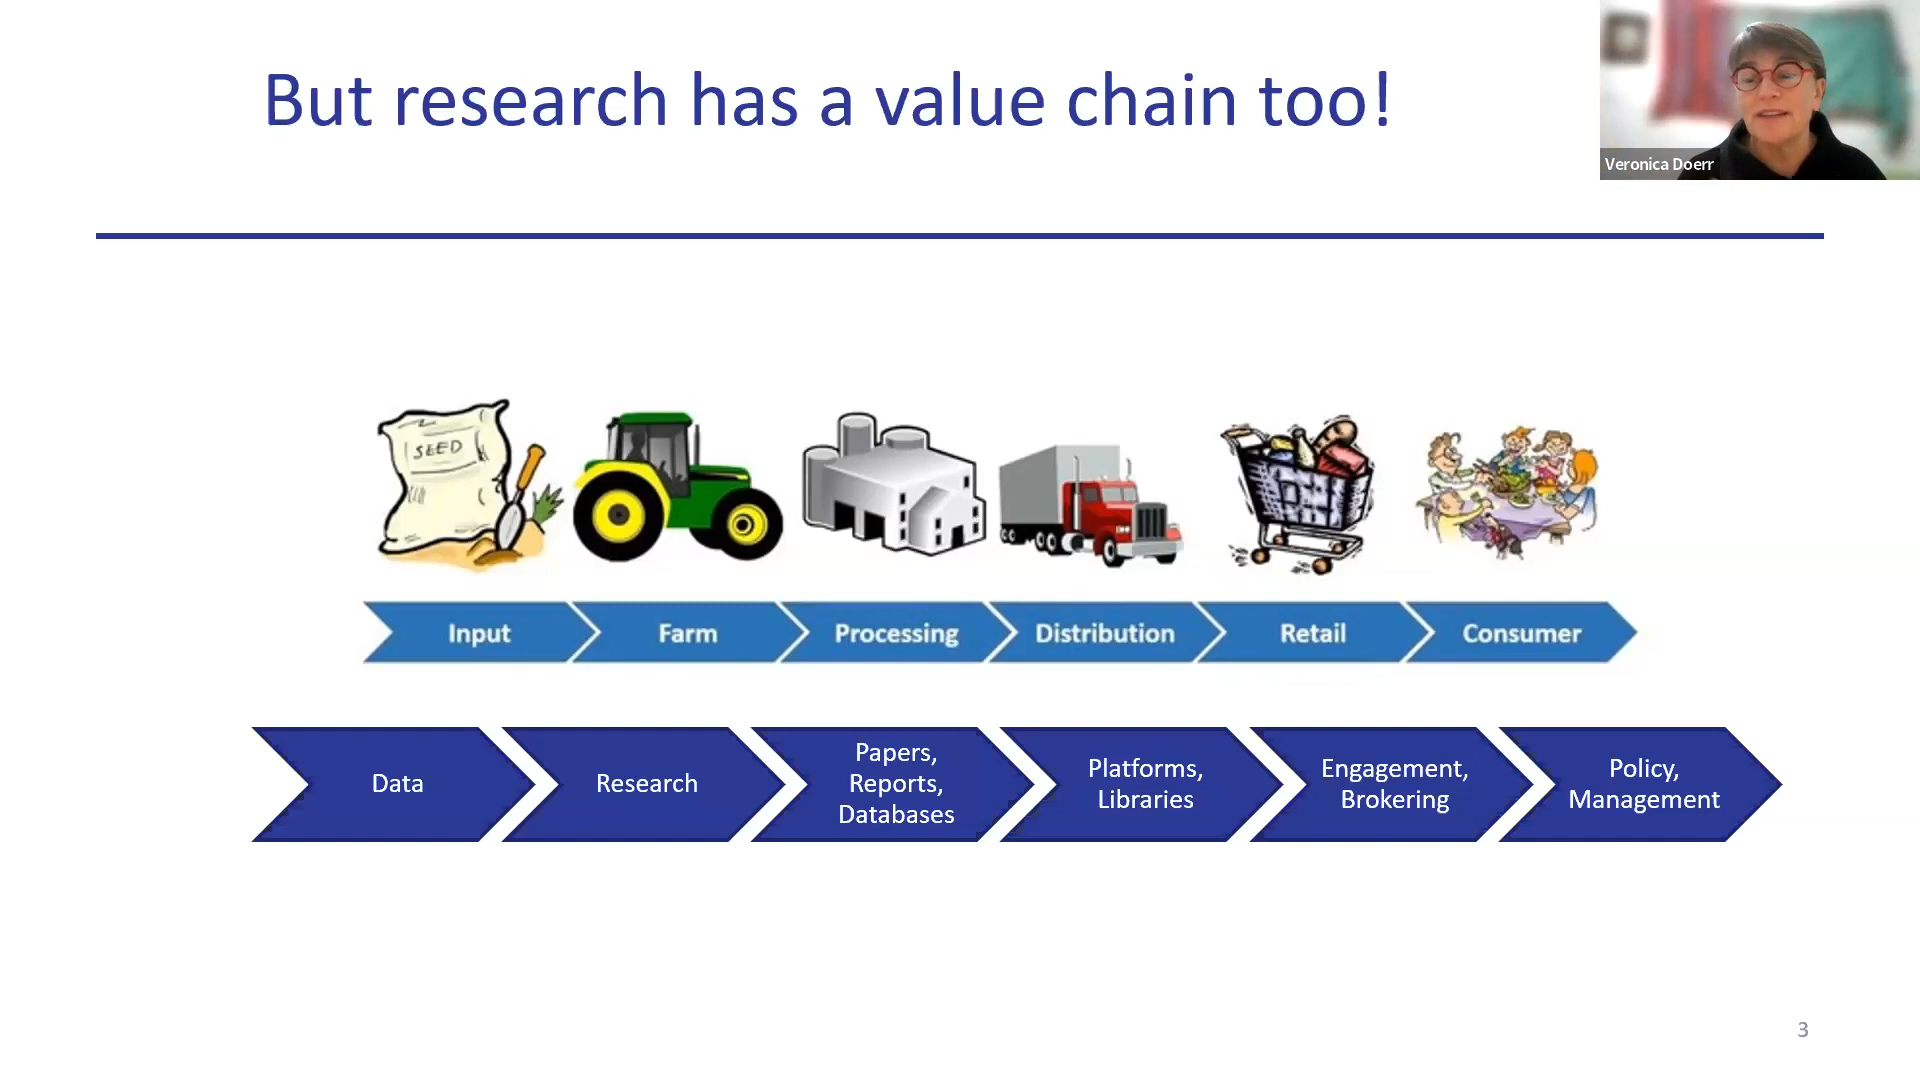 But research has a value chain too!
Veronica Doerr
SEED
Input
Farm
Processing
Distribution
Retail
Consumer
Data
Research
Papers,
Reports,
Databases
Platforms,
Libraries
Engagement,
Brokering
Policy,
Management
3